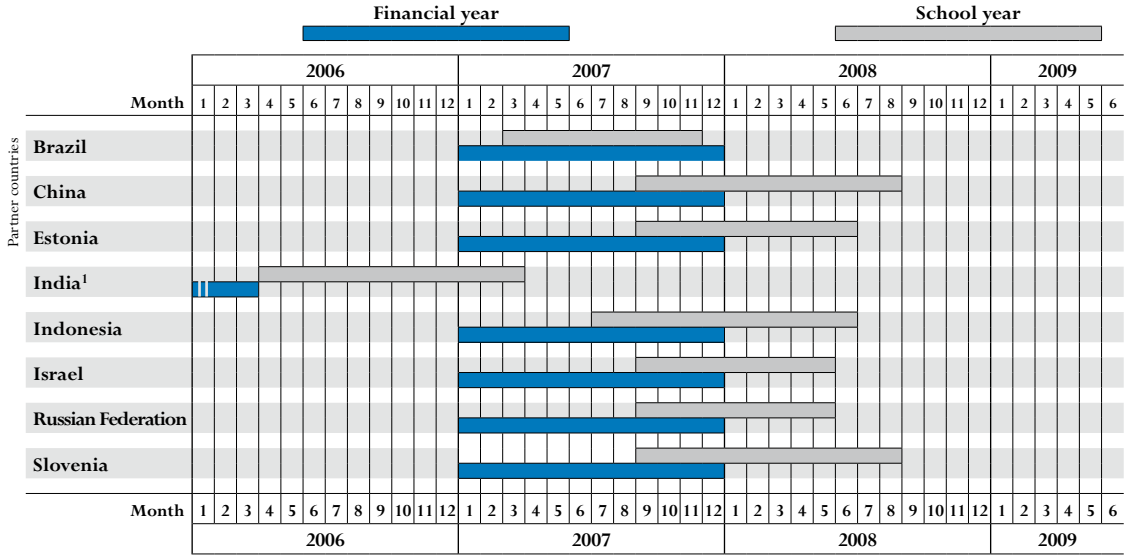 Financial year School year
2006 2007 2008 2009
Month 1 2 3 4 5 6 7 8 9 10 11 12 1 2 3 4 5 6 7 8 9 10 11 12 1 2 3 4 5 6 7 8 9 10 11 12 1 2 3 4 5 6
Partner countries
Brazil
China
Estonia
India1
Indonesia
Israel
Russian Federation
Slovenia
Month 1 2 3 4 5 6 7 8 9 10 11 12 1 2 3 4 5 6 7 8 9 10 11 12 1 2 3 4 5 6 7 8 9 10 11 12 1 2 3 4 5 6
2006 2007 2008 2009